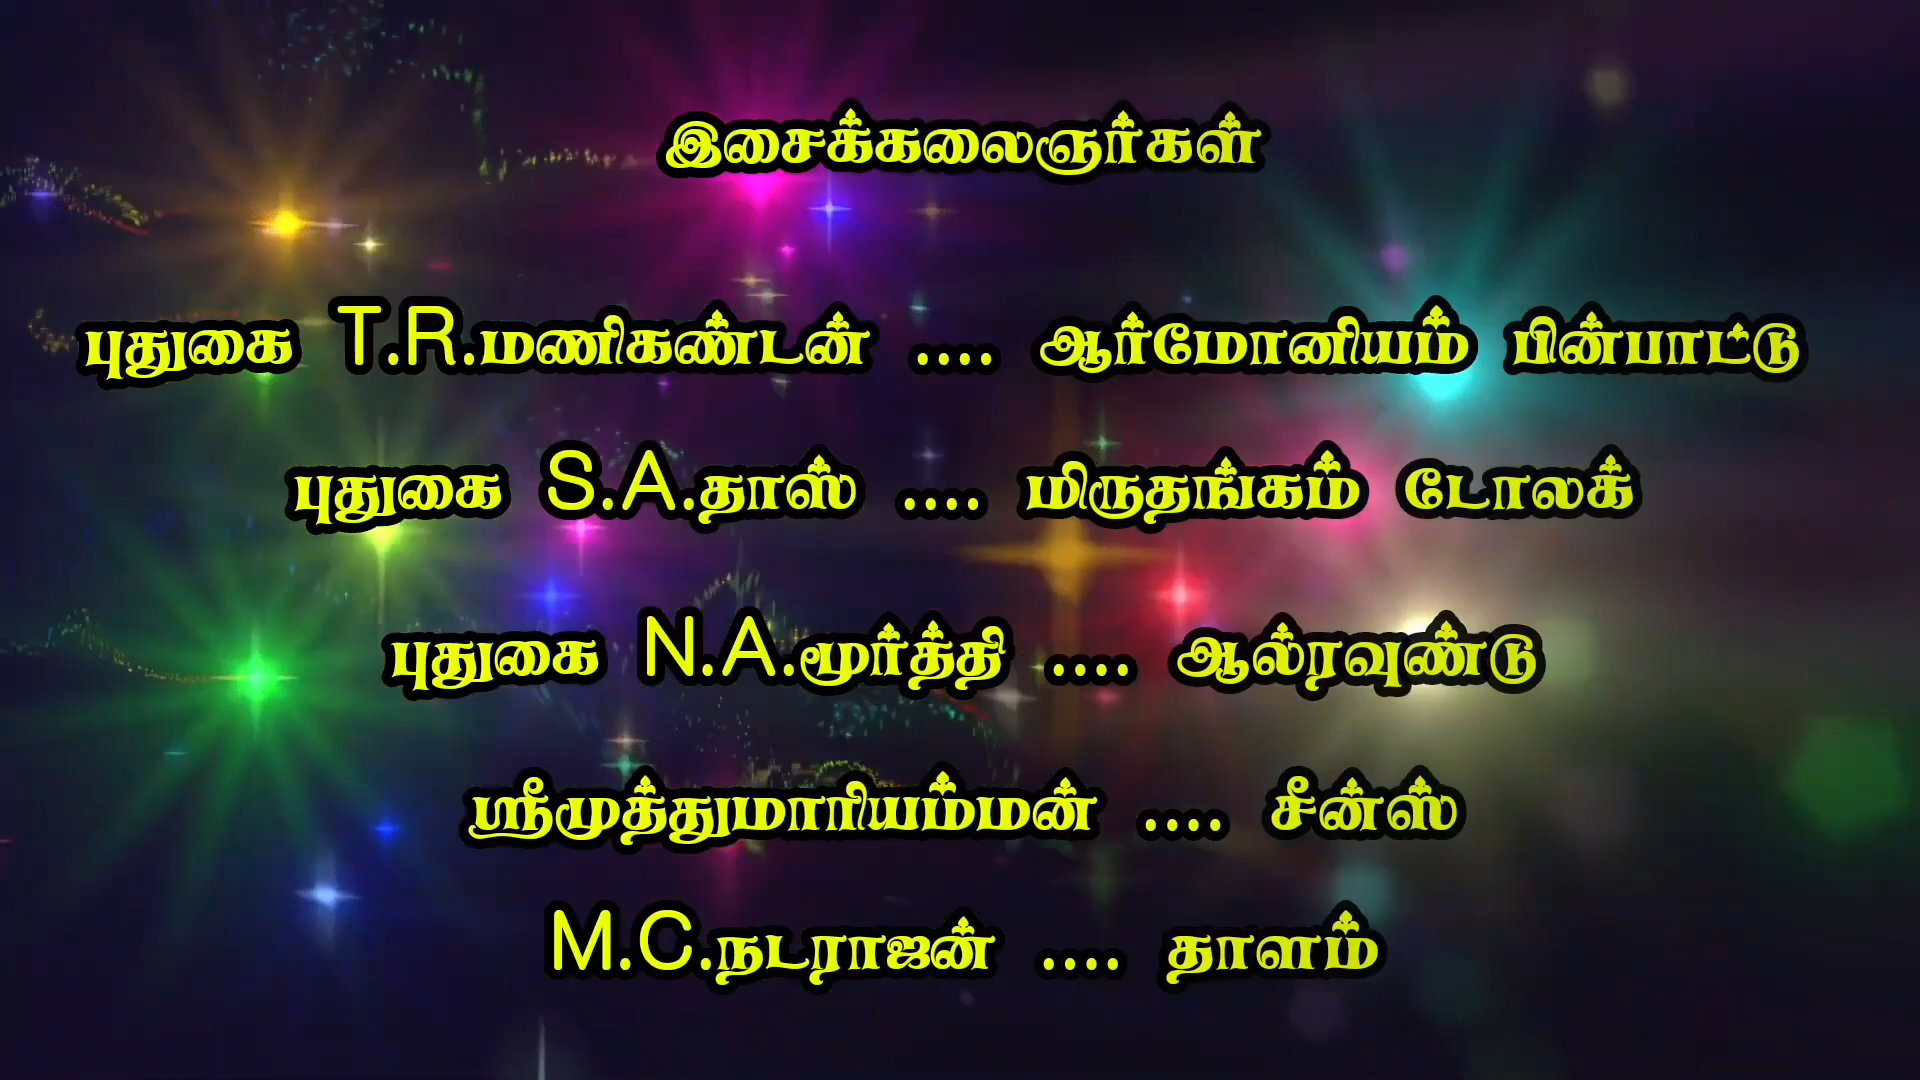 இசைக்கலைஞர்கள்
புதுகை T.R.மணிகண்டன் .... ஆர்மோனியம் பின்பாட்டு
புதுகை S.A.தாஸ் .... மிருதங்கம் டோலக்
புதுகை N.A.மூர்த்தி .... ஆல்ரவுண்டு
ஸ்ரீமுத்துமாரியம்மன் .... சீன்ஸ்
M.C.நடராஜன் .... தாளம்